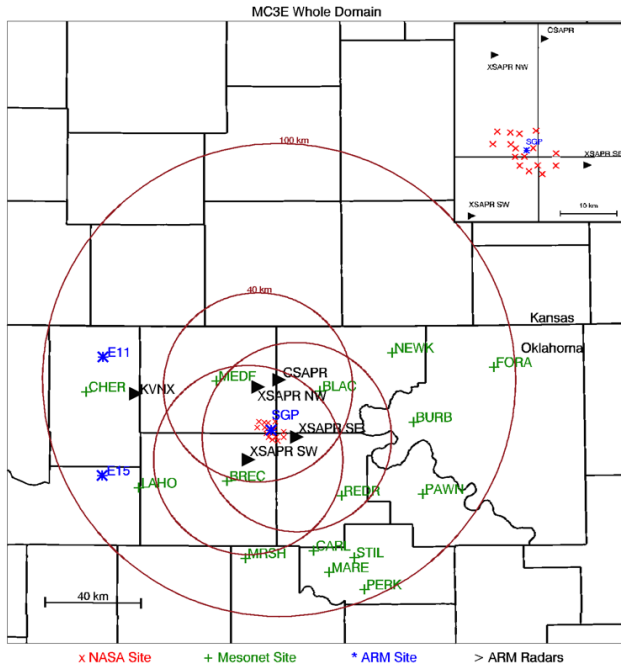 MC3E Whole Domain
CSAPR
XSAPR NW
SGP
XSAPR SE
XSAPR SW
10 km
100 km
40 km
Kansas
Oklahoma
E11
NEWK
FORA
CHER
KVNX
MEDF
CSAPR
XSAPR NW
BLAC
SGP
XSAPR SE
BURB
XSAPR SW
E15
LAHO
BREC
REDR
PAWN
MRSH
CARL
STIL
MARE
PERK
40 km
x NASA Site + Mesonet Site * ARM Site > ARM Radars